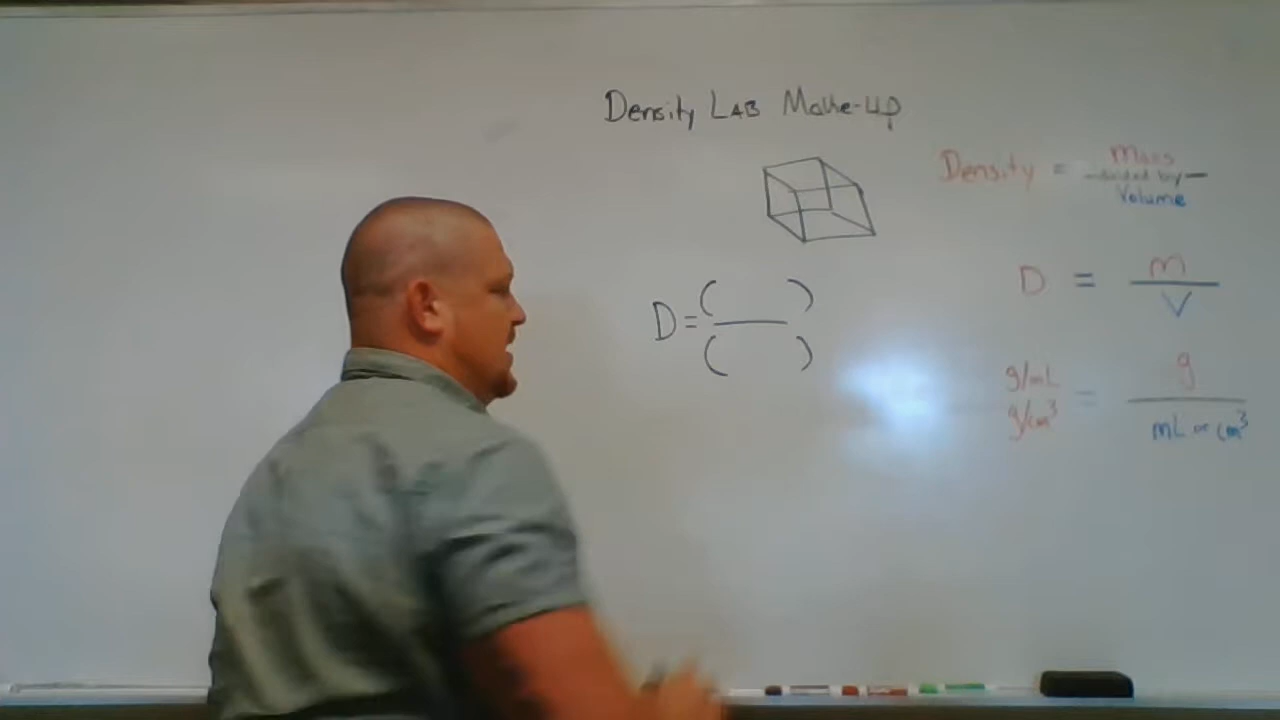 Density LAB Make-up
Density = Mass
divided by
Volume
D = m
V
D = ( )
( )
g/mL
g/cm³ = g
mL or cm³